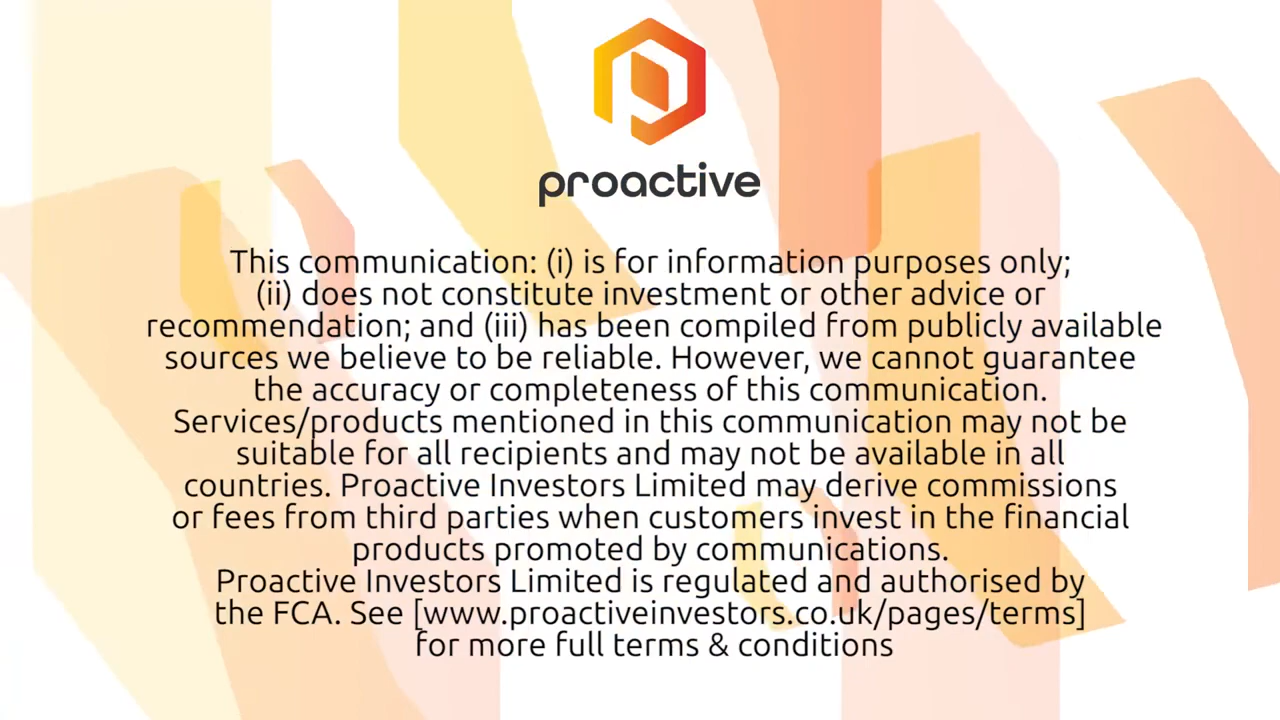 proactive
This communication: (i) is for information purposes only;
(ii) does not constitute investment or other advice or
recommendation; and (iii) has been compiled from publicly available
sources we believe to be reliable. However, we cannot guarantee
the accuracy or completeness of this communication.
Services/products mentioned in this communication may not be
suitable for all recipients and may not be available in all
countries. Proactive Investors Limited may derive commissions
or fees from third parties when customers invest in the financial
products promoted by communications.
Proactive Investors Limited is regulated and authorised by
the FCA. See [www.proactiveinvestors.co.uk/pages/terms]
for more full terms & conditions